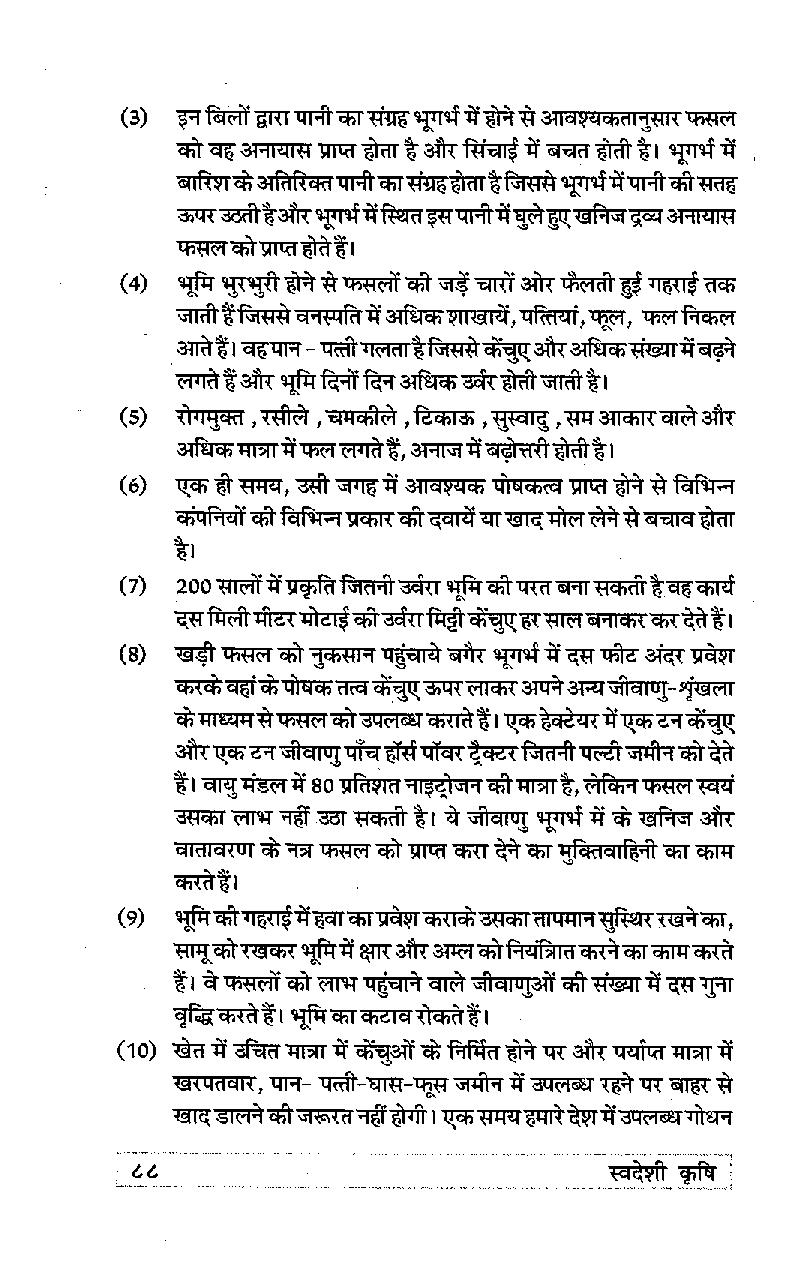 (3) इन बिलों द्वारा पानी का संग्रह भूगर्भ में होने से आवश्यकतानुसार फसल
को वह अनायास प्राप्त होता है और सिंचाई में बचत होती है। भूगर्भ में
बारिश के अतिरिक्त पानी का संग्रह होता है जिससे भूगर्भ में पानी की सतह
ऊपर उठती है और भूगर्भ में स्थित इस पानी में घुले हुए खनिज द्रव्य अनायास
फसल को प्राप्त होते हैं।
(4) भूमि भुरभुरी होने से फसलों की जड़ें चारों ओर फैलती हुई गहराई तक
जाती हैं जिससे वनस्पति में अधिक शाखायें, पत्तियां, फूल, फल निकल
आते हैं। वह पान - पत्ती गलता है जिससे केंचुए और अधिक संख्या में बढ़ने
लगते हैं और भूमि दिनों दिन अधिक उर्वर होती जाती है।
(5) रोगमुक्त , रसीले , चमकीले , टिकाऊ , सुस्वादु , सम आकार वाले और
अधिक मात्रा में फल लगते हैं, अनाज में बढ़ोत्तरी होती है।
(6) एक ही समय, उसी जगह में आवश्यक पोषकत्व प्राप्त होने से विभिन्न
कंपनियों की विभिन्न प्रकार की दवायें या खाद मोल लेने से बचाव होता
है।
(7) 200 सालों में प्रकृति जितनी उर्वरा भूमि की परत बना सकती है वह कार्य
दस मिली मीटर मोटाई की उर्वरा मिट्टी केंचुए हर साल बनाकर कर देते हैं।
(8) खड़ी फसल को नुकसान पहुंचाये बगैर भूगर्भ में दस फीट अंदर प्रवेश
करके वहां के पोषक तत्व केंचुए ऊपर लाकर अपने अन्य जीवाणु-श्रृंखला
के माध्यम से फसल को उपलब्ध कराते हैं। एक हेक्टेयर में एक टन केंचुए
और एक टन जीवाणु पाँच हॉर्स पॉवर ट्रैक्टर जितनी पल्टी जमीन को देते
हैं। वायु मंडल में 80 प्रतिशत नाइट्रोजन की मात्रा है, लेकिन फसल स्वयं
उसका लाभ नहीं उठा सकती है। ये जीवाणु भूगर्भ में के खनिज और
वातावरण के नत्र फसल को प्राप्त करा देने का मुक्तिवाहिनी का काम
करते हैं।
(9) भूमि की गहराई में हवा का प्रवेश कराके उसका तापमान सुस्थिर रखने का,
सामू को रखकर भूमि में क्षार और अम्ल को नियंत्रित करने का काम करते
हैं। वे फसलों को लाभ पहुंचाने वाले जीवाणुओं की संख्या में दस गुना
वृद्धि करते हैं। भूमि का कटाव रोकते हैं।
(10) खेत में उचित मात्रा में केंचुओं के निर्मित होने पर और पर्याप्त मात्रा में
खरपतवार, पान- पत्ती-घास-फूस जमीन में उपलब्ध रहने पर बाहर से
खाद डालने की जरूरत नहीं होगी। एक समय हमारे देश में उपलब्ध गोधन
८८ स्वदेशी कृषि